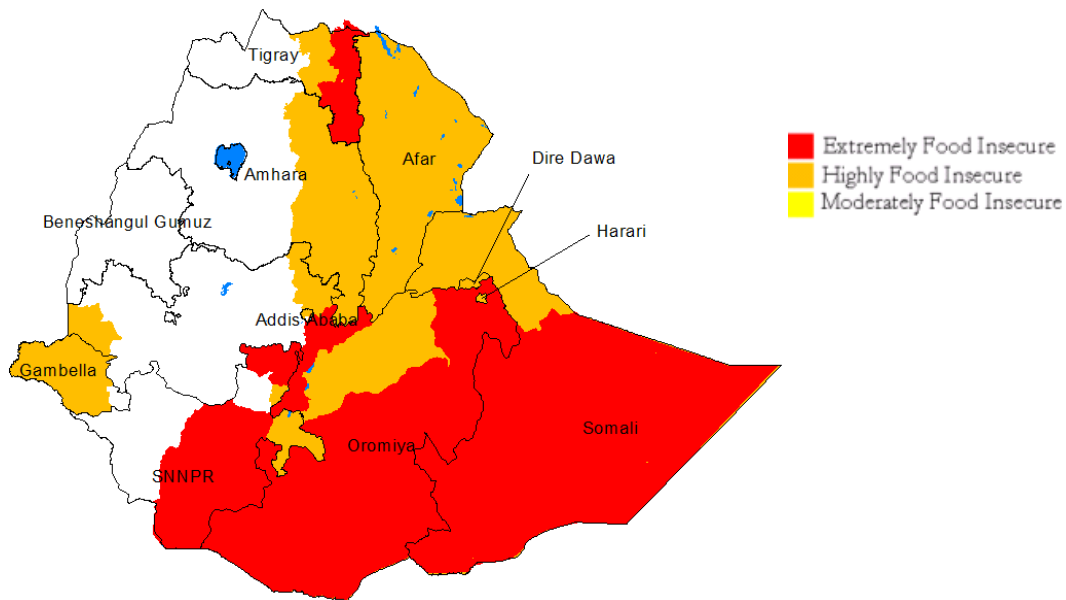 Tigray
Afar
Dire Dawa
Amhara
Beneshangul Gumuz
Harari
Addis Ababa
Gambella
Somali
Oromiya
SNNPR
Extremely Food Insecure
Highly Food Insecure
Moderately Food Insecure